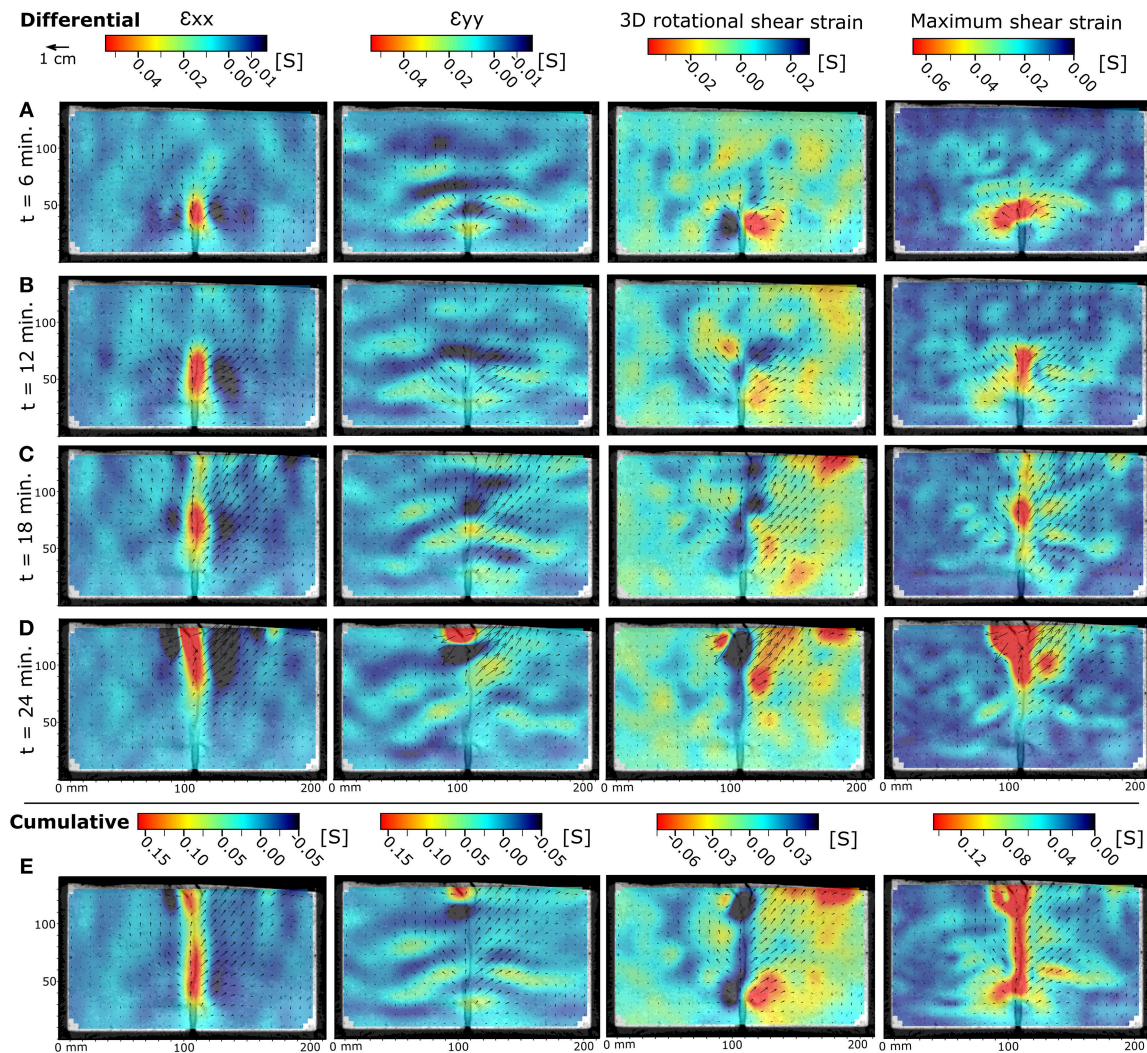 Differential Ɛxx Ɛyy 3D rotational shear strain Maximum shear strain
1 cm
0.04 0.02 0.00 -0.01 [S] 0.04 0.02 0.00 -0.01 [S] -0.02 0.00 0.02 [S] 0.06 0.04 0.02 0.00 [S]
A
t = 6 min.
100
50
B
t = 12 min.
100
50
C
t = 18 min.
100
50
D
t = 24 min.
100
50
0 mm 100 200 0 mm 100 200 0 mm 100 200 0 mm 100 200
Cumulative
0.15 0.10 0.05 0.00 -0.05 [S] 0.15 0.10 0.05 0.00 -0.05 [S] -0.06 -0.03 0.00 0.03 [S] 0.12 0.08 0.04 0.00 [S]
E
100
50
0 mm 100 200 0 mm 100 200 0 mm 100 200 0 mm 100 200